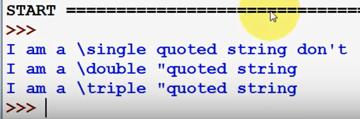 START ==============================
>>>
I am a \single quoted string don't
I am a \double "quoted string
I am a \triple "quoted string
>>>